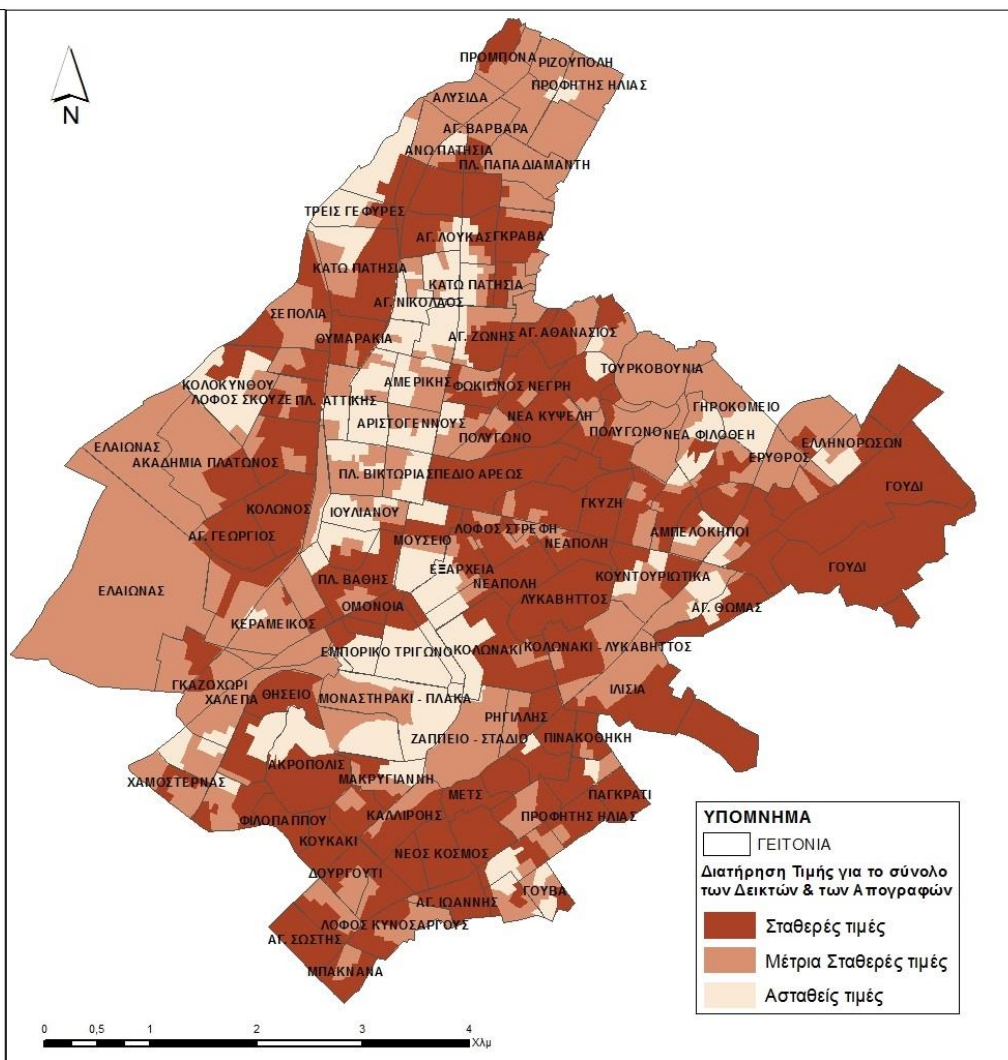 ΠΡΟΜΠΟΝΑ
ΡΙΖΟΥΠΟΛΗ
ΠΡΟΦΗΤΗΣ ΗΛΙΑΣ
ΑΛΥΣΙΔΑ
N
ΑΓ. ΒΑΡΒΑΡΑ
ΑΝΩ ΠΑΤΗΣΙΑ
ΠΛ. ΠΑΠΑΔΙΑΜΑΝΤΗ
ΤΡΕΙΣ ΓΕΦΥΡΕΣ
ΑΓ. ΛΟΥΚΑΣ
ΓΚΡΑΒΑ
ΚΑΤΩ ΠΑΤΗΣΙΑ
ΚΑΤΩ ΠΑΤΗΣΙΑ
ΑΓ. ΝΙΚΟΛΑΟΣ
ΣΕΠΟΛΙΑ
ΘΥΜΑΡΑΚΙΑ
ΑΓ. ΖΩΝΗΣ
ΑΓ. ΑΘΑΝΑΣΙΟΣ
ΤΟΥΡΚΟΒΟΥΝΙΑ
ΚΟΛΟΚΥΝΘΟΥ
ΛΟΦΟΣ ΣΚΟΥΖΕ
ΠΛ. ΑΤΤΙΚΗΣ
ΑΜΕΡΙΚΗΣ
ΦΩΚΙΩΝΟΣ ΝΕΓΡΗ
ΓΗΡΟΚΟΜΕΙΟ
ΑΡΙΣΤΟΓΕΝΝΟΥΣ
ΝΕΑ ΚΥΨΕΛΗ
ΠΟΛΥΓΩΝΟ
ΠΟΛΥΓΩΝΟ
ΝΕΑ ΦΙΛΟΘΕΗ
ΕΛΛΗΝΟΡΩΣΩΝ
ΕΡΥΘΡΟΣ
ΕΛΑΙΩΝΑΣ
ΑΚΑΔΗΜΙΑ ΠΛΑΤΩΝΟΣ
ΠΛ. ΒΙΚΤΩΡΙΑΣ
ΠΕΔΙΟ ΑΡΕΩΣ
ΓΟΥΔΙ
ΚΟΛΩΝΟΣ
ΙΟΥΛΙΑΝΟΥ
ΓΚΥΖΗ
ΑΓ. ΓΕΩΡΓΙΟΣ
ΜΟΥΣΕΙΟ
ΛΟΦΟΣ ΣΤΡΕΦΗ
ΝΕΑΠΟΛΗ
ΑΜΠΕΛΟΚΗΠΟΙ
ΓΟΥΔΙ
ΕΛΑΙΩΝΑΣ
ΠΛ. ΒΑΘΗΣ
ΕΞΑΡΧΕΙΑ
ΝΕΑΠΟΛΗ
ΚΟΥΝΤΟΥΡΙΩΤΙΚΑ
ΟΜΟΝΟΙΑ
ΛΥΚΑΒΗΤΤΟΣ
ΑΓ. ΘΩΜΑΣ
ΚΕΡΑΜΕΙΚΟΣ
ΕΜΠΟΡΙΚΟ ΤΡΙΓΩΝΟ
ΚΟΛΩΝΑΚΙ
ΚΟΛΩΝΑΚΙ - ΛΥΚΑΒΗΤΤΟΣ
ΓΚΑΖΟΧΩΡΙ
ΧΑΛΕΠΑ
ΘΗΣΕΙΟ
ΜΟΝΑΣΤΗΡΑΚΙ - ΠΛΑΚΑ
ΙΛΙΣΙΑ
ΡΗΓΙΛΛΗΣ
ΖΑΠΠΕΙΟ - ΣΤΑΔΙΟ
ΠΙΝΑΚΟΘΗΚΗ
ΑΚΡΟΠΟΛΙΣ
ΜΑΚΡΥΓΙΑΝΝΗ
ΧΑΜΟΣΤΕΡΝΑΣ
ΜΕΤΣ
ΠΑΓΚΡΑΤΙ
ΦΙΛΟΠΑΠΠΟΥ
ΚΑΛΛΙΡΟΗΣ
ΠΡΟΦΗΤΗΣ ΗΛΙΑΣ
ΚΟΥΚΑΚΙ
ΝΕΟΣ ΚΟΣΜΟΣ
ΔΟΥΡΓΟΥΤΙ
ΓΟΥΒΑ
ΑΓ. ΙΩΑΝΝΗΣ
ΛΟΦΟΣ ΚΥΝΟΣΑΡΓΟΥΣ
ΑΓ. ΣΩΣΤΗΣ
ΜΠΑΚΝΑΝΑ
ΥΠΟΜΝΗΜΑ
ΓΕΙΤΟΝΙΑ
Διατήρηση Τιμής για το σύνολο
των Δεικτών & των Απογραφών
Σταθερές τιμές
Μέτρια Σταθερές τιμές
Ασταθείς τιμές
0 0,5 1 2 3 4
Χλμ